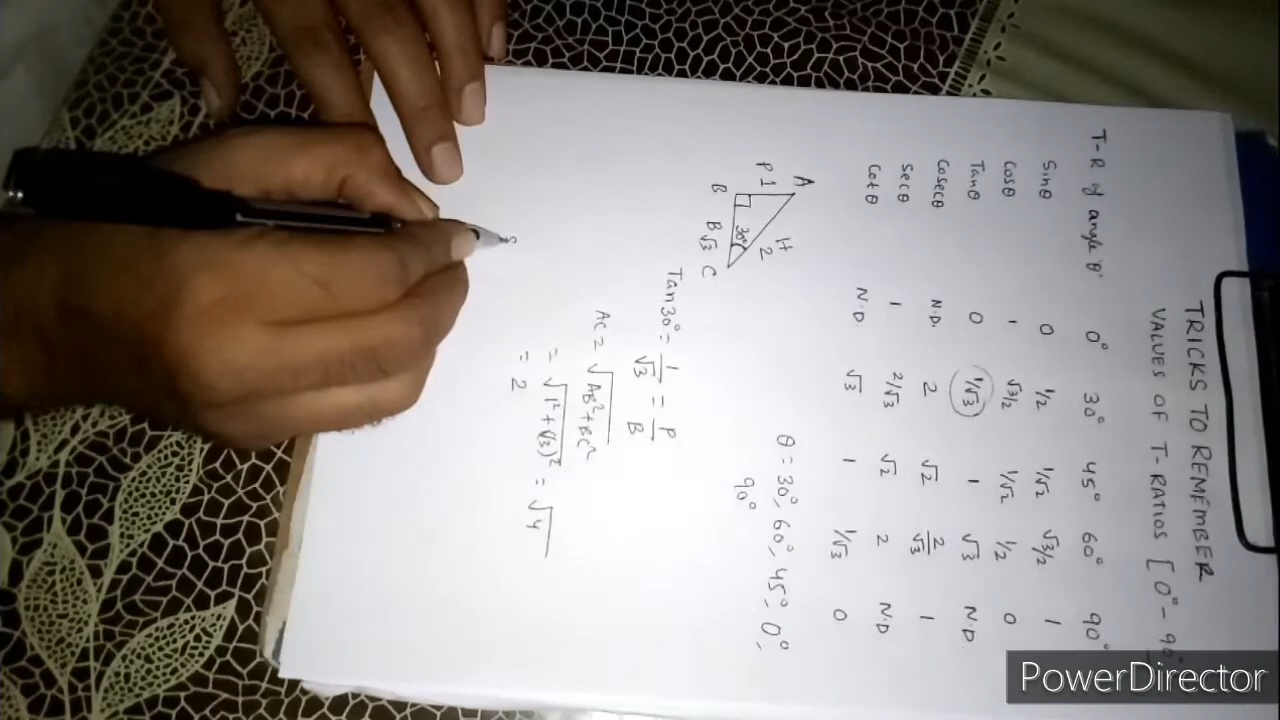 TRICKS TO REMEMBER
VALUES OF T-RATIOS [0°-90°
T-R of angle 'θ' 0° 30° 45° 60° 90°
Sinθ 0 1/2 1/√2 √3/2 1
Cosθ 1 √3/2 1/√2 1/2 0
Tanθ 0 1/√3 1 √3 N.D.
Cosecθ N.D. 2 √2 2/√3 1
Secθ 1 2/√3 √2 2 N.D
Cotθ N.D. √3 1 1/√3 0
θ = 30°, 60°, 45°, 0°,
90°
A
P 1 H 2
30°
B B √3 C
Tan30° = 1/√3 = P/B
AC = √AB²+BC²
= √1²+(√3)² = √4
= 2
S
PowerDirector